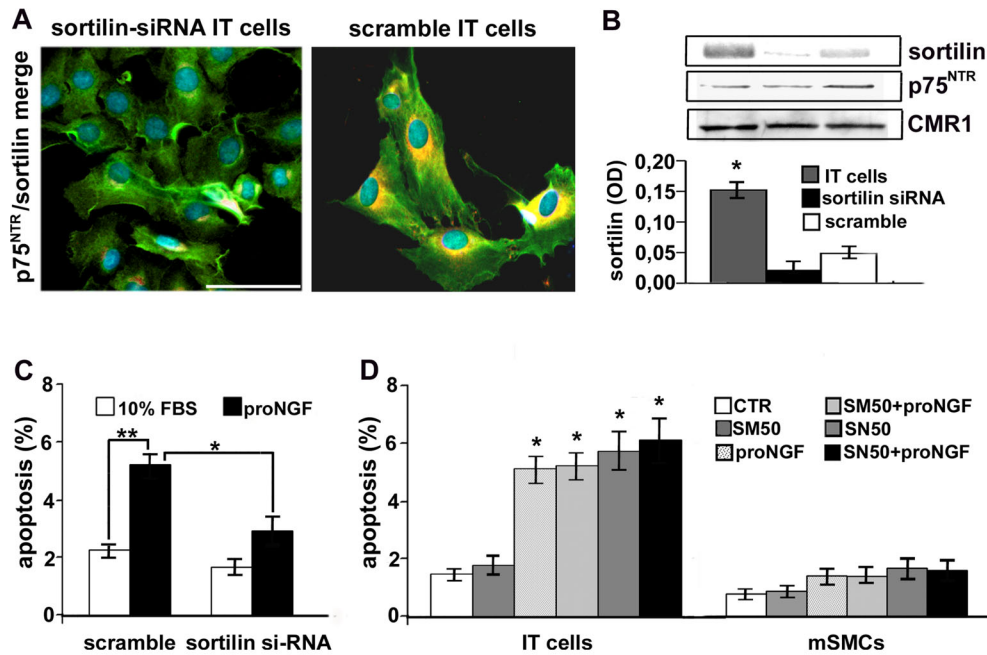 A
sortilin-siRNA IT cells
scramble IT cells
p75NTR/sortilin merge
B
sortilin
p75NTR
CMR1
sortilin (OD)
0,20
0,15
0,10
0,05
0,00
*
IT cells
sortilin siRNA
scramble
C
apoptosis (%)
8
6
4
2
0
10% FBS
proNGF
**
*
scramble
sortilin si-RNA
D
apoptosis (%)
8
6
4
2
0
* * * *
CTR
SM50
proNGF
SM50+proNGF
SN50
SN50+proNGF
IT cells
mSMCs